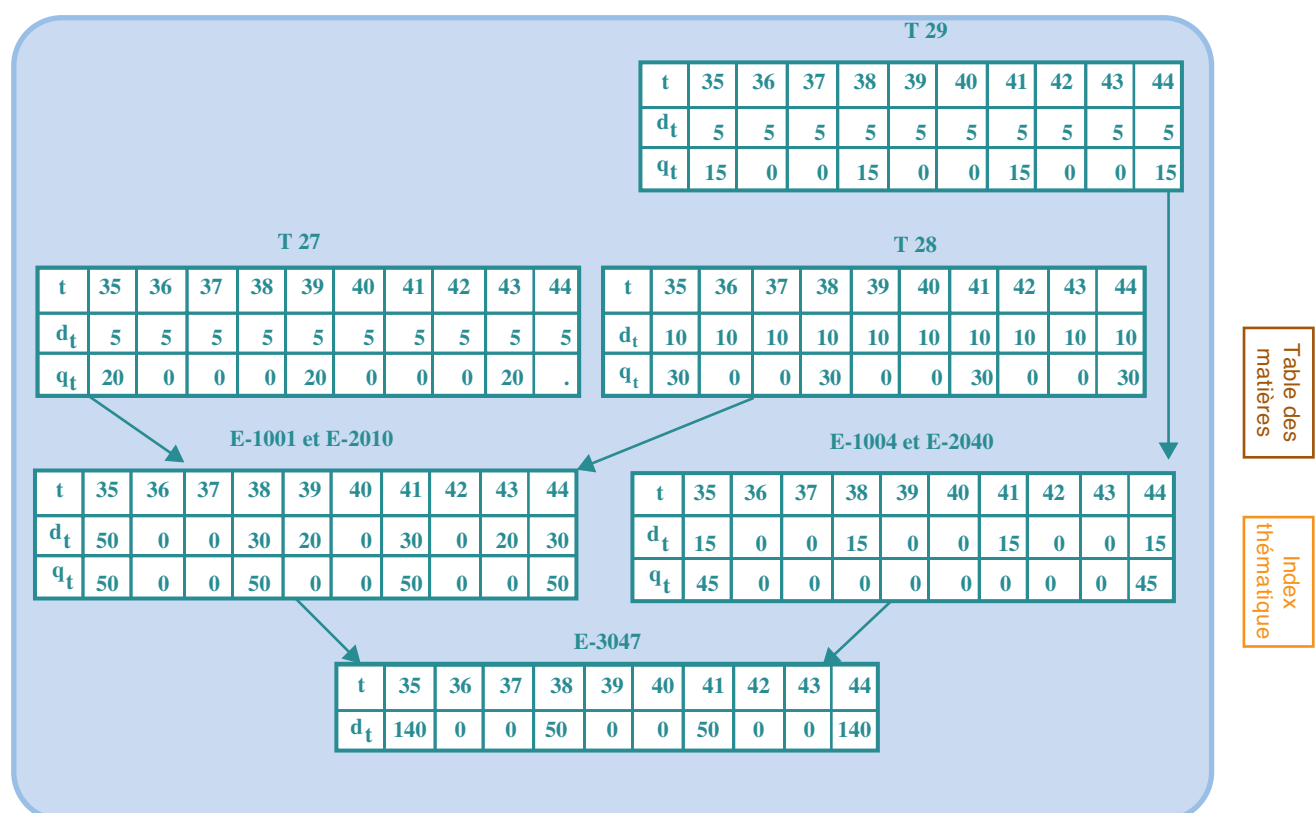 T 29
t 35 36 37 38 39 40 41 42 43 44
dt 5 5 5 5 5 5 5 5 5 5
qt 15 0 0 15 0 0 15 0 0 15
T 27
t 35 36 37 38 39 40 41 42 43 44
dt 5 5 5 5 5 5 5 5 5 5
qt 20 0 0 0 20 0 0 0 20 .
T 28
t 35 36 37 38 39 40 41 42 43 44
dt 10 10 10 10 10 10 10 10 10 10
qt 30 0 0 30 0 0 30 0 0 30
E-1001 et E-2010
t 35 36 37 38 39 40 41 42 43 44
dt 50 0 0 30 20 0 30 0 20 30
qt 50 0 0 50 0 0 50 0 0 50
E-1004 et E-2040
t 35 36 37 38 39 40 41 42 43 44
dt 15 0 0 15 0 0 15 0 0 15
qt 45 0 0 0 0 0 0 0 0 45
E-3047
t 35 36 37 38 39 40 41 42 43 44
dt 140 0 0 50 0 0 50 0 0 140
Table des
matières
Index
thématique